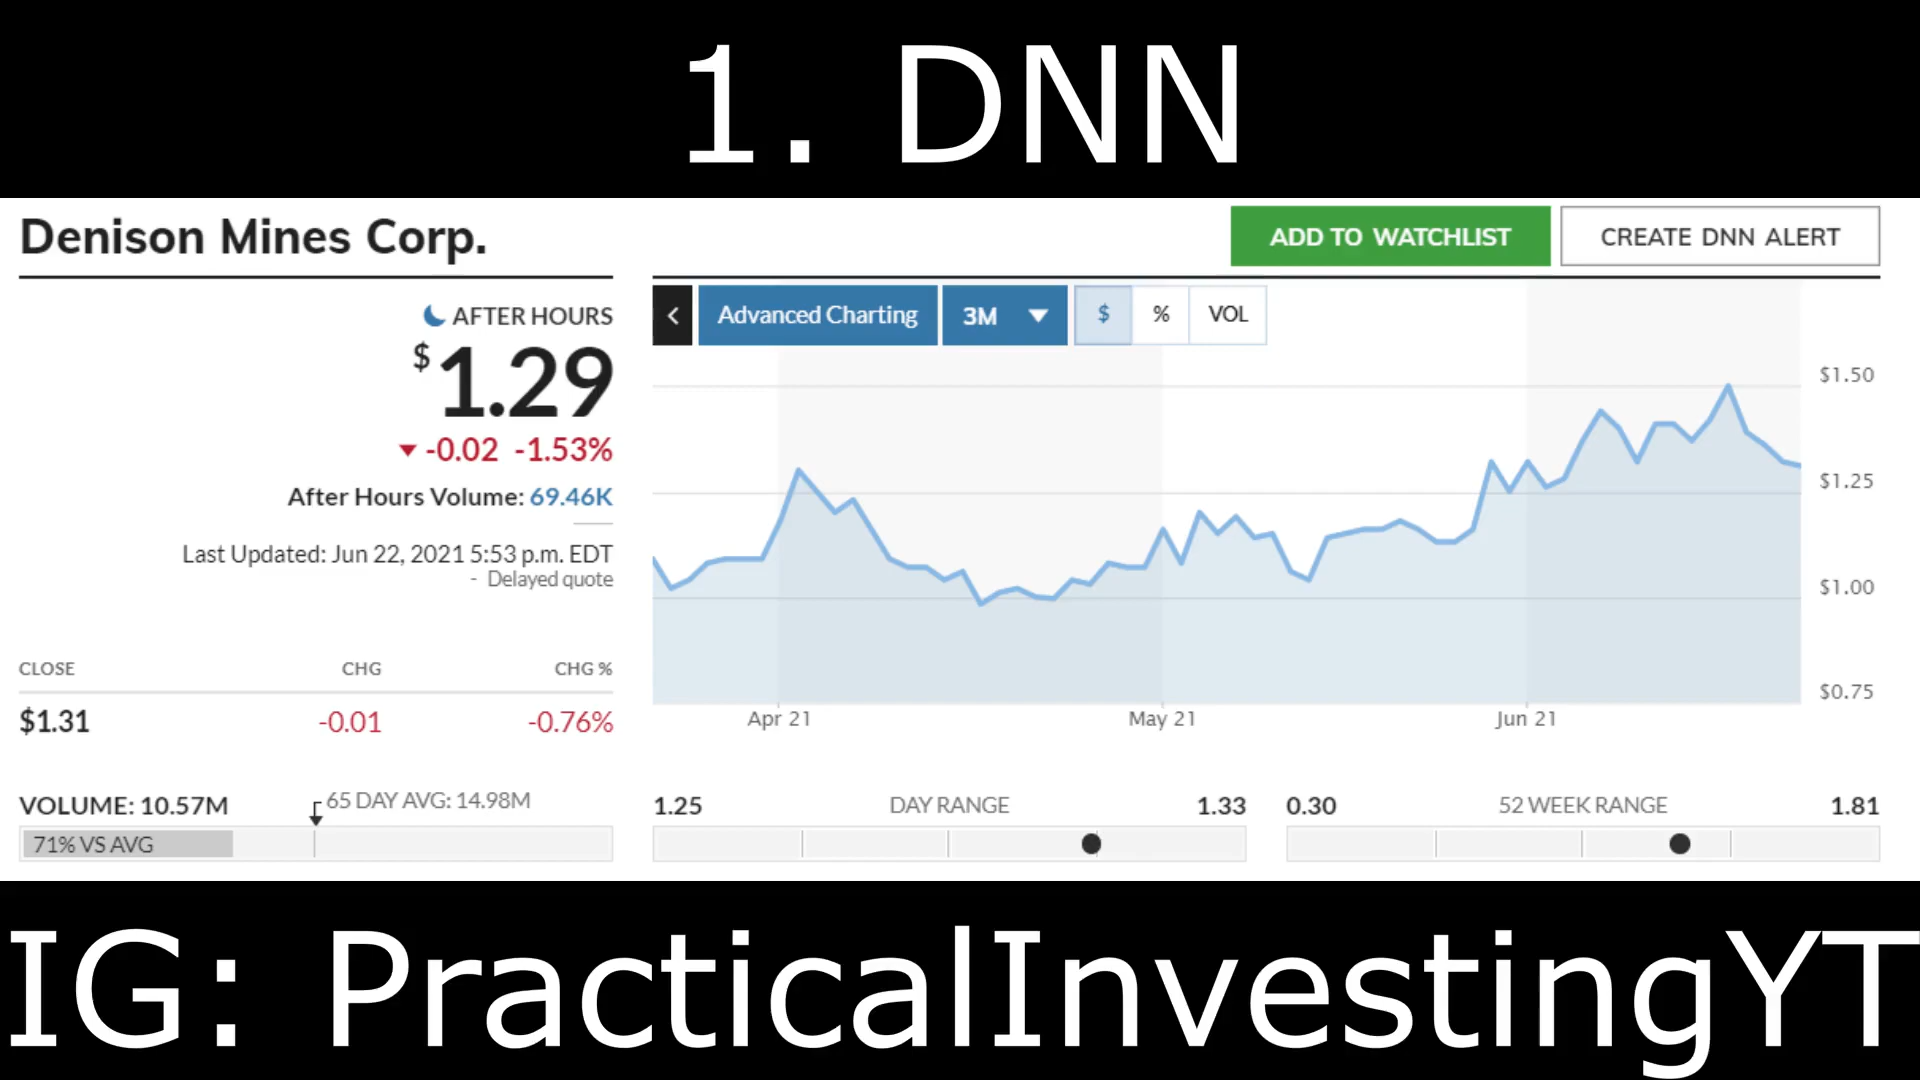 1. DNN
Denison Mines Corp.
ADD TO WATCHLIST
CREATE DNN ALERT
AFTER HOURS
$1.29
-0.02 -1.53%
After Hours Volume: 69.46K
Last Updated: Jun 22, 2021 5:53 p.m. EDT
- Delayed quote
CLOSE CHG CHG %
$1.31 -0.01 -0.76%
VOLUME: 10.57M
65 DAY AVG: 14.98M
71% VS AVG
Advanced Charting 3M $ % VOL
$1.50
$1.25
$1.00
$0.75
Apr 21 May 21 Jun 21
1.25 DAY RANGE 1.33
0.30 52 WEEK RANGE 1.81
IG: PracticalInvestingYT